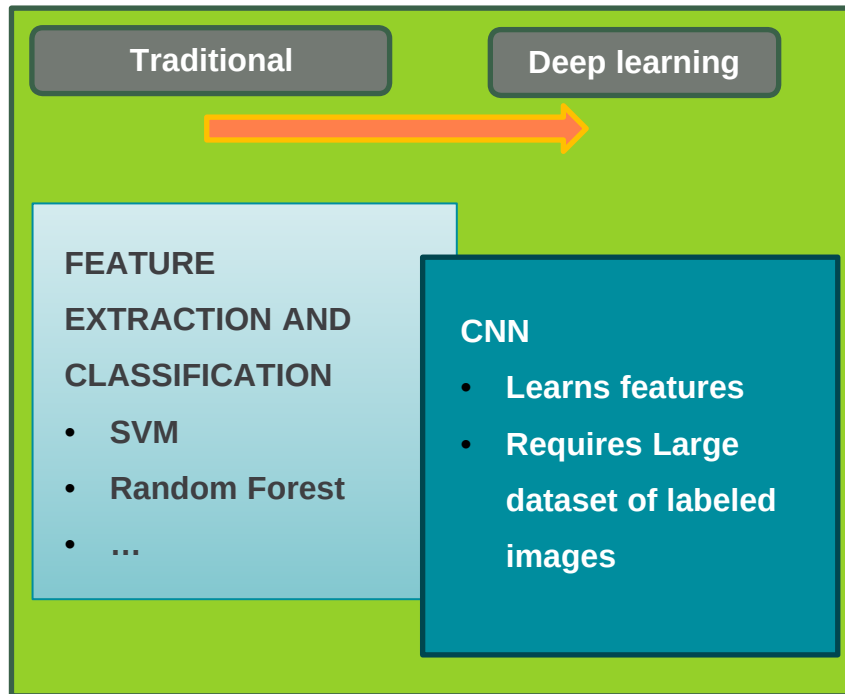 Traditional
Deep learning
FEATURE
EXTRACTION AND
CLASSIFICATION
• SVM
• Random Forest
• ...
CNN
• Learns features
• Requires Large
dataset of labeled
images